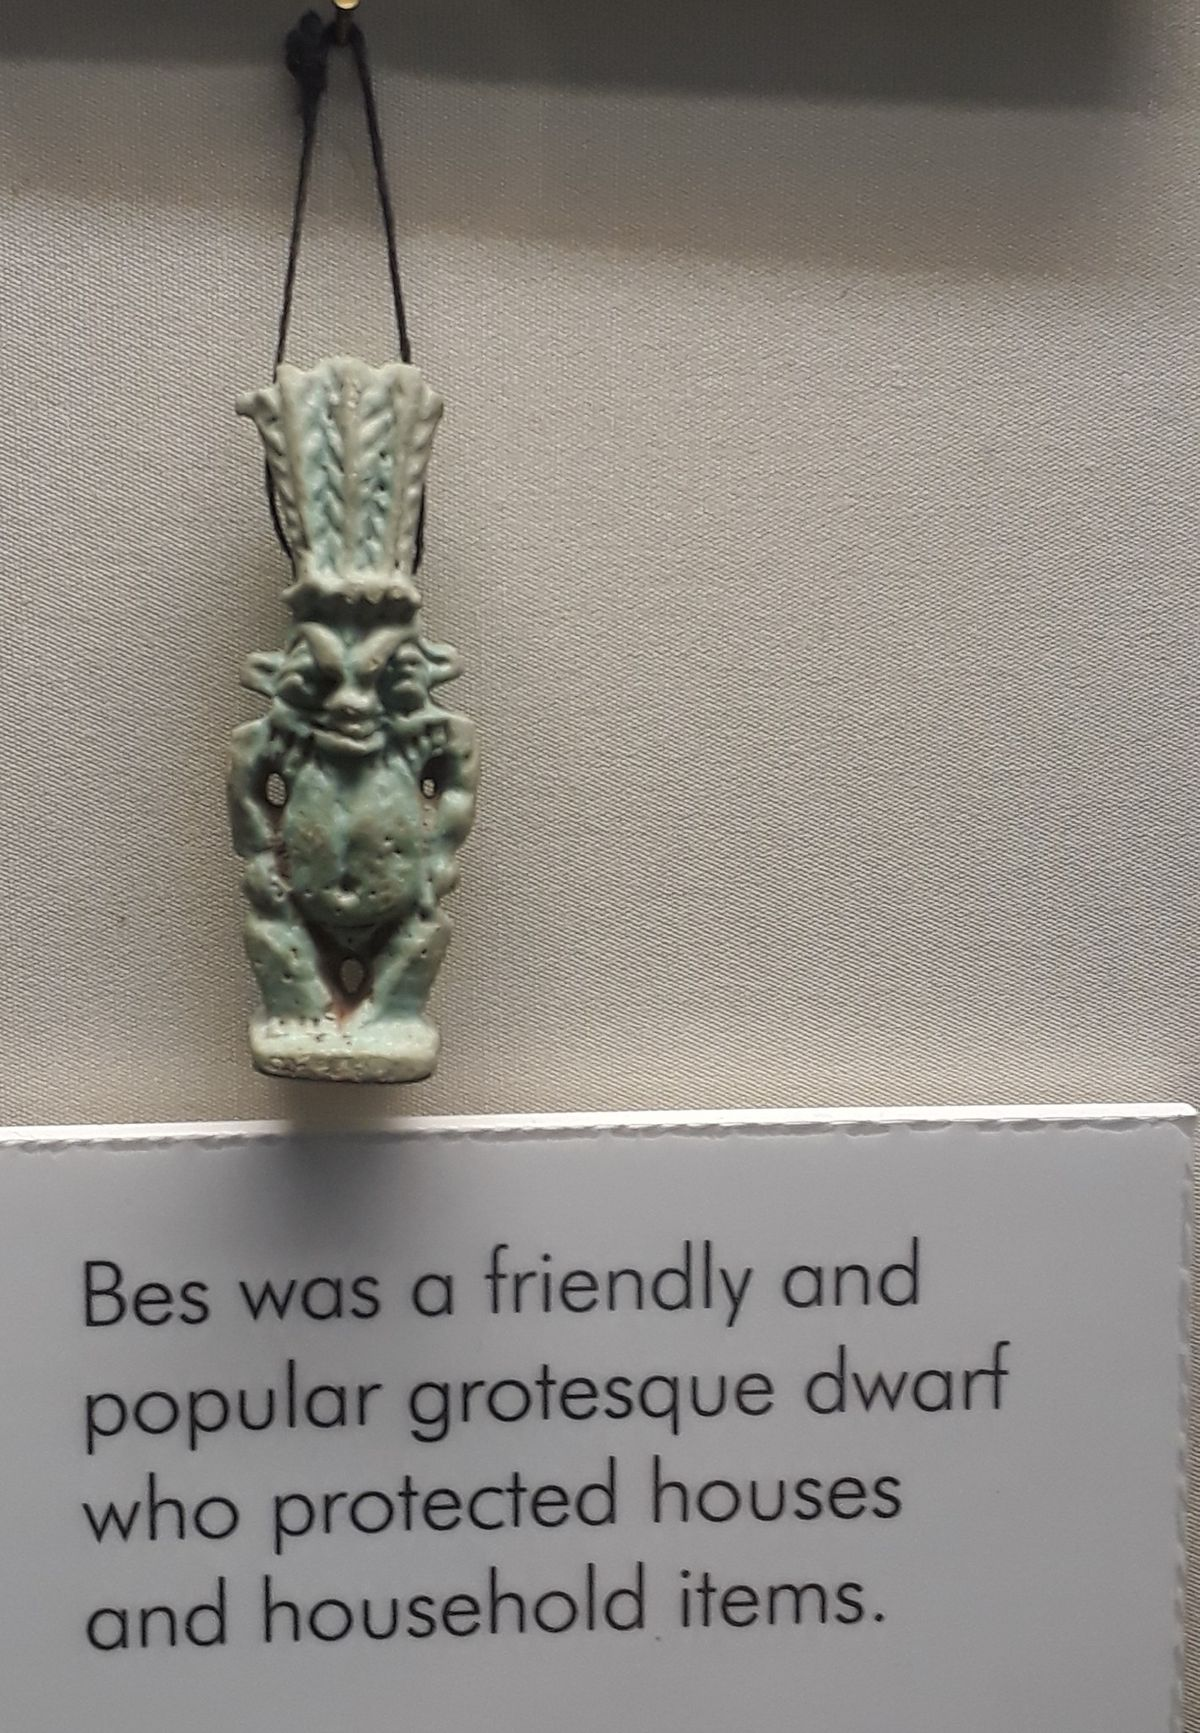 Bes was a friendly and
popular grotesque dwarf
who protected houses
and household items.